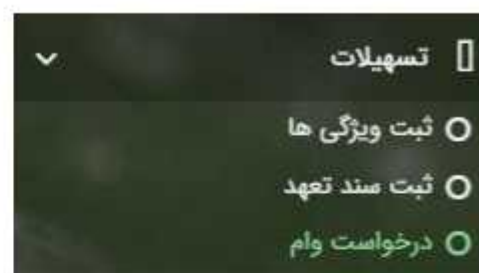 تسهیلات
ثبت ویژگی ها
ثبت سند تعهد
درخواست وام